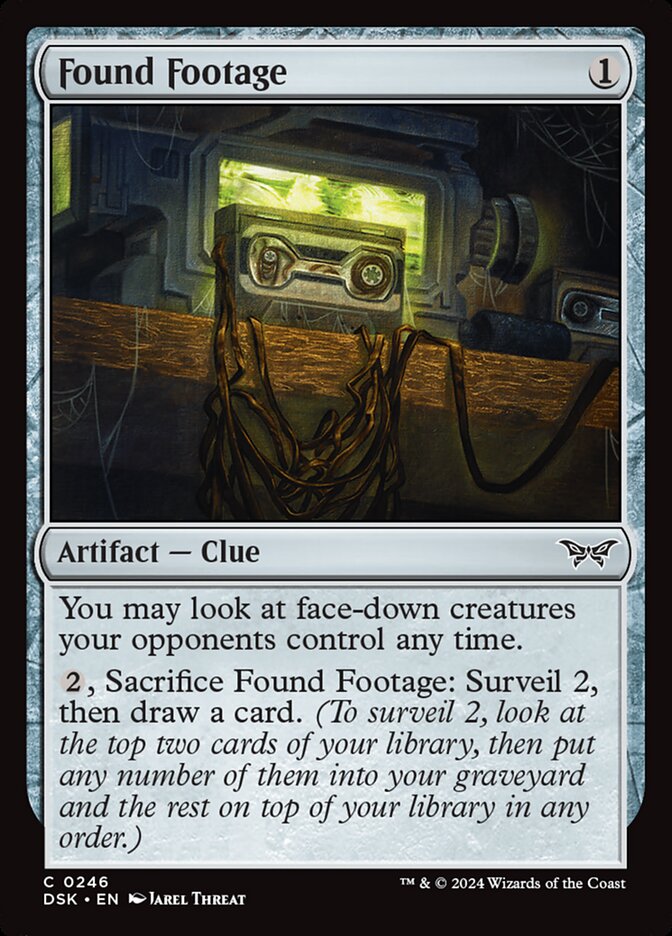 Found Footage 1
Artifact — Clue
You may look at face-down creatures
your opponents control any time.
2, Sacrifice Found Footage: Surveil 2,
then draw a card. (To surveil 2, look at
the top two cards of your library, then put
any number of them into your graveyard
and the rest on top of your library in any
order.)
C 0246
DSK • EN Jarel Threat
™ & © 2024 Wizards of the Coast